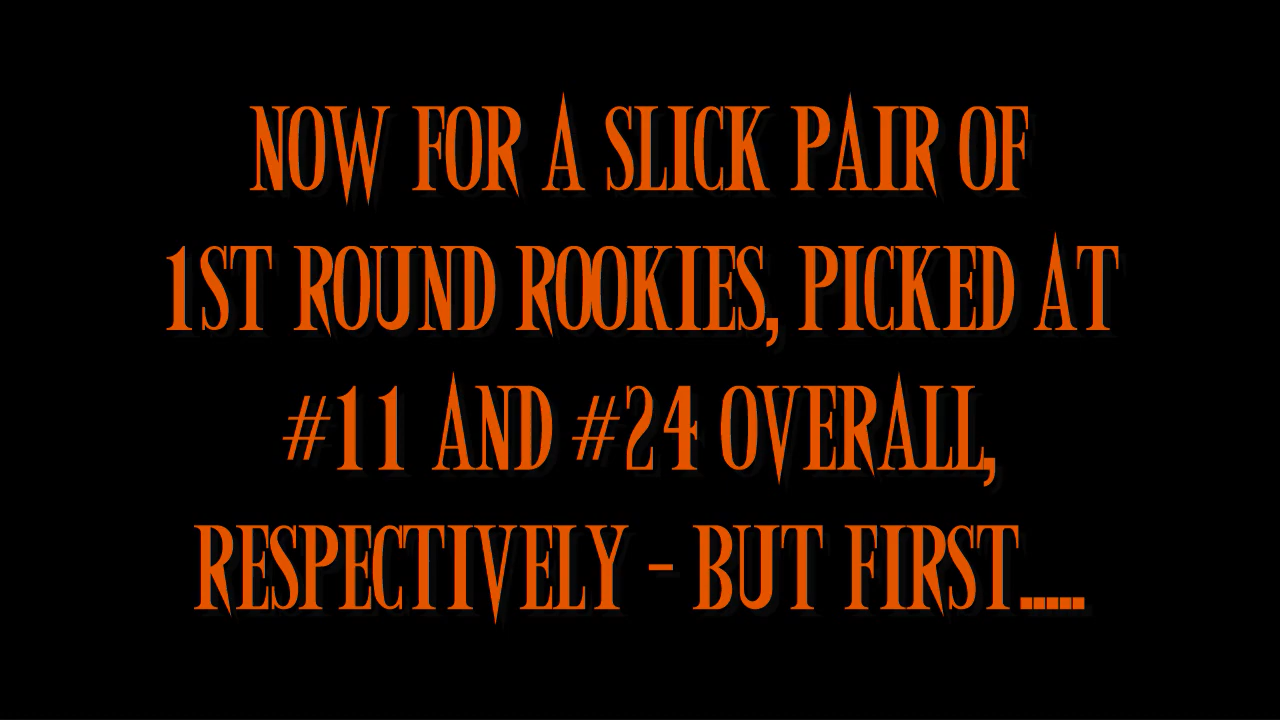 NOW FOR A SLICK PAIR OF
1ST ROUND ROOKIES, PICKED AT
#11 AND #24 OVERALL,
RESPECTIVELY - BUT FIRST.....